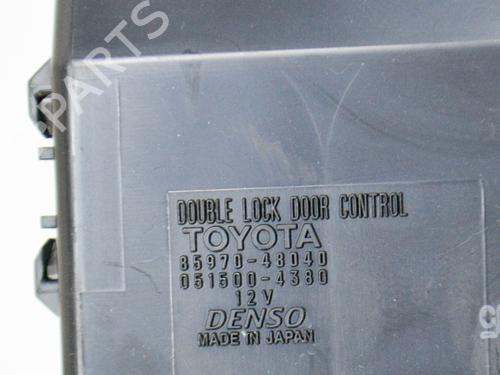 PARTS
DOUBLE LOCK DOOR CONTROL
TOYOTA
85970-48040
051500-4380
12V
DENSO
MADE IN JAPAN